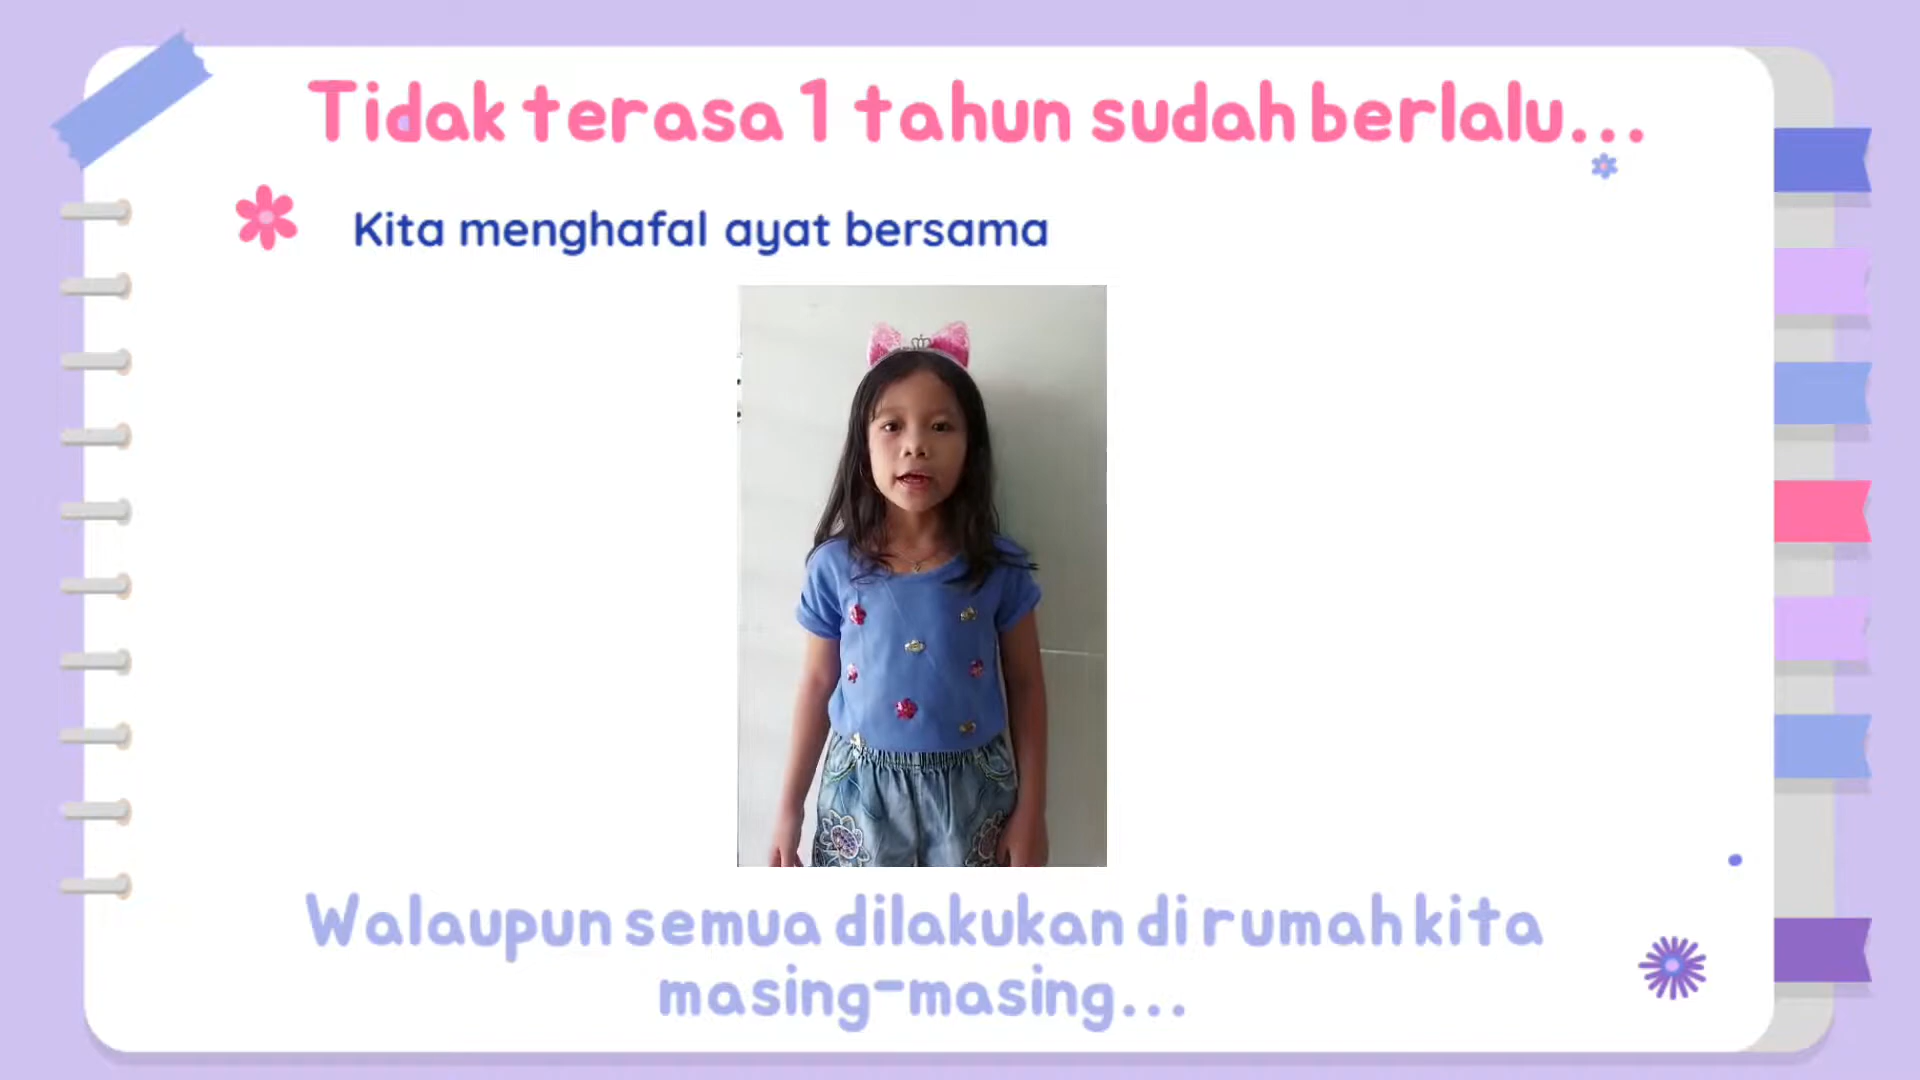 Tidak terasa 1 tahun sudah berlalu...
Kita menghafal ayat bersama
Walaupun semua dilakukan di rumah kita
masing-masing...